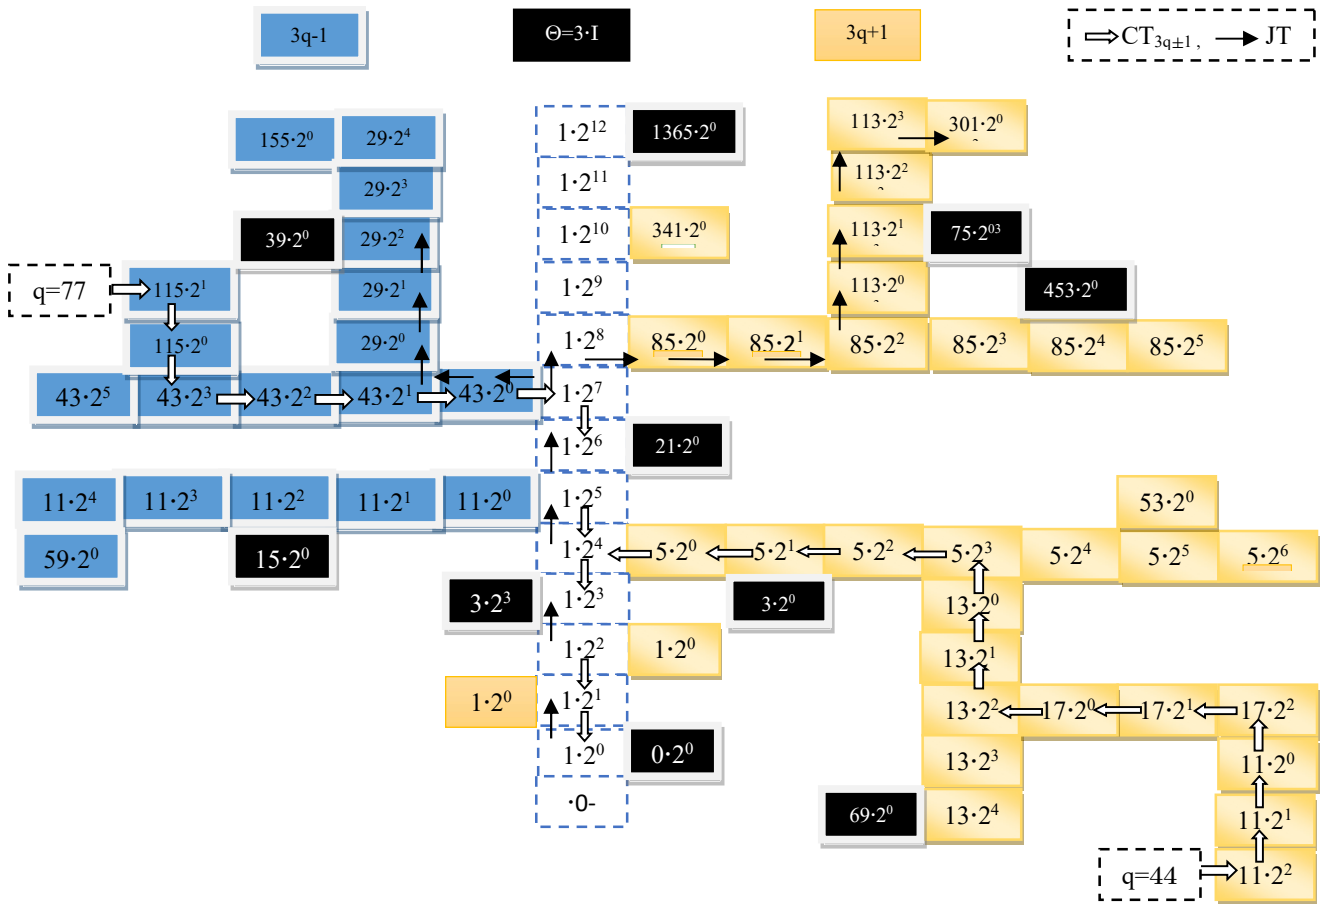 3q-1
Θ=3·I
3q+1
CT₃q±₁, JT
155·2⁰ 29·2⁴ 1·2¹² 1365·2⁰ 113·2³ 301·2⁰
29·2³ 1·2¹¹ 113·2²
39·2⁰ 29·2² 1·2¹⁰ 341·2⁰ 113·2¹ 75·2⁰³
q=77 115·2¹ 29·2¹ 1·2⁹ 113·2⁰ 453·2⁰
115·2⁰ 29·2⁰ 1·2⁸ 85·2⁰ 85·2¹ 85·2² 85·2³ 85·2⁴ 85·2⁵
43·2⁵ 43·2³ 43·2² 43·2¹ 43·2⁰ 1·2⁷
1·2⁶ 21·2⁰
11·2⁴ 11·2³ 11·2² 11·2¹ 11·2⁰ 1·2⁵ 53·2⁰
59·2⁰ 15·2⁰ 1·2⁴ 5·2⁰ 5·2¹ 5·2² 5·2³ 5·2⁴ 5·2⁵ 5·2⁶
3·2³ 1·2³ 3·2⁰ 13·2⁰
1·2² 1·2⁰ 13·2¹
1·2⁰ 1·2¹ 13·2² 17·2⁰ 17·2¹ 17·2²
1·2⁰ 0·2⁰ 13·2³ 11·2⁰
·0- 69·2⁰ 13·2⁴ 11·2¹
q=44 11·2²